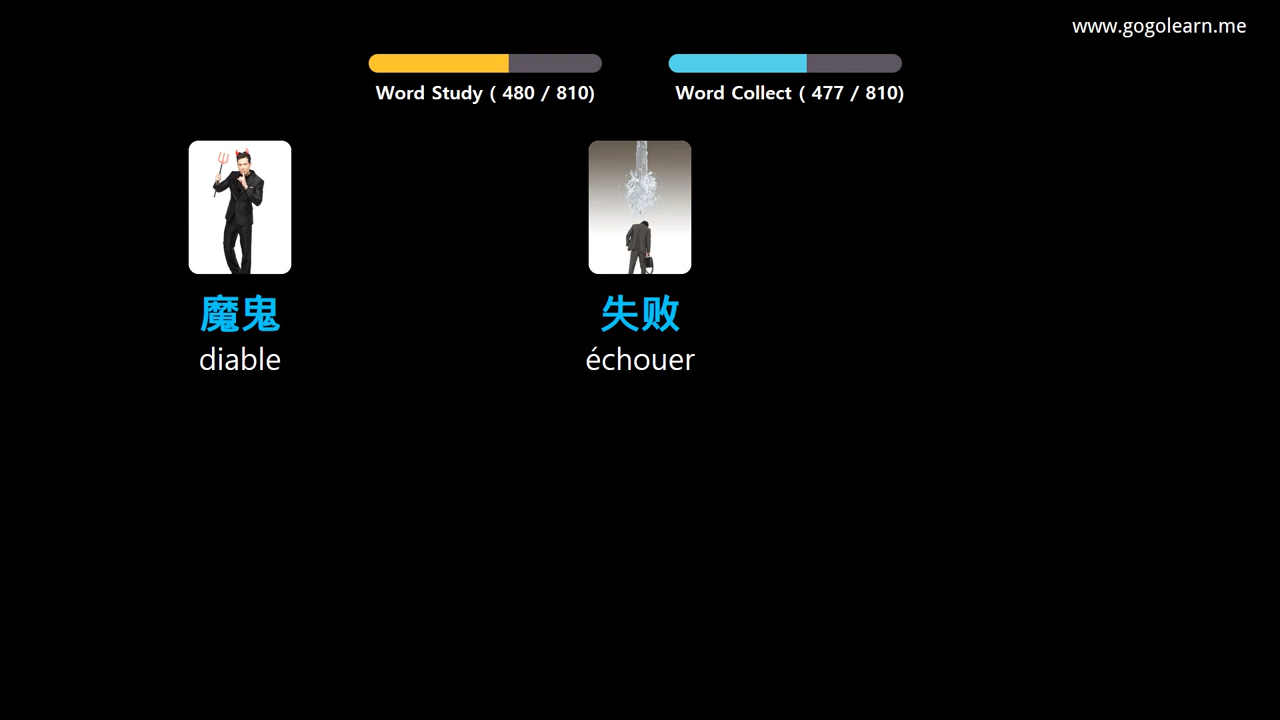 www.gogolearn.me
Word Study ( 480 / 810)
Word Collect ( 477 / 810)
魔鬼
diable
失败
échouer